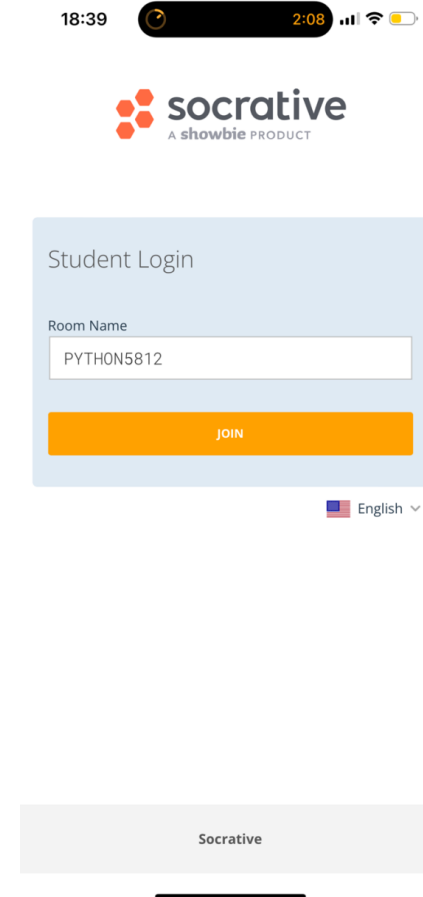 18:39
2:08
socrative
A showbie PRODUCT
Student Login
Room Name
PYTHON5812
JOIN
English
Socrative